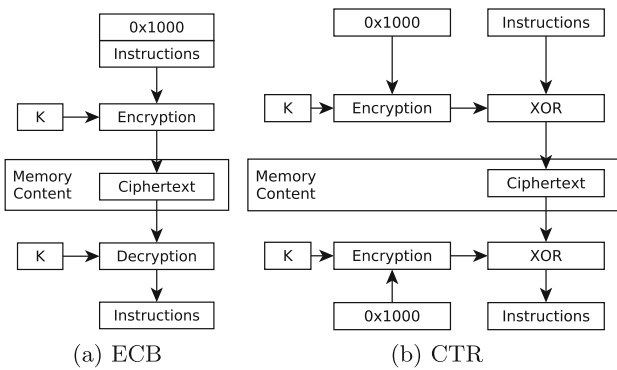 0x1000
Instructions
K
Encryption
Memory
Content
Ciphertext
K
Decryption
Instructions
(a) ECB
0x1000
Instructions
K
Encryption
XOR
Memory
Content
Ciphertext
K
Encryption
XOR
0x1000
Instructions
(b) CTR